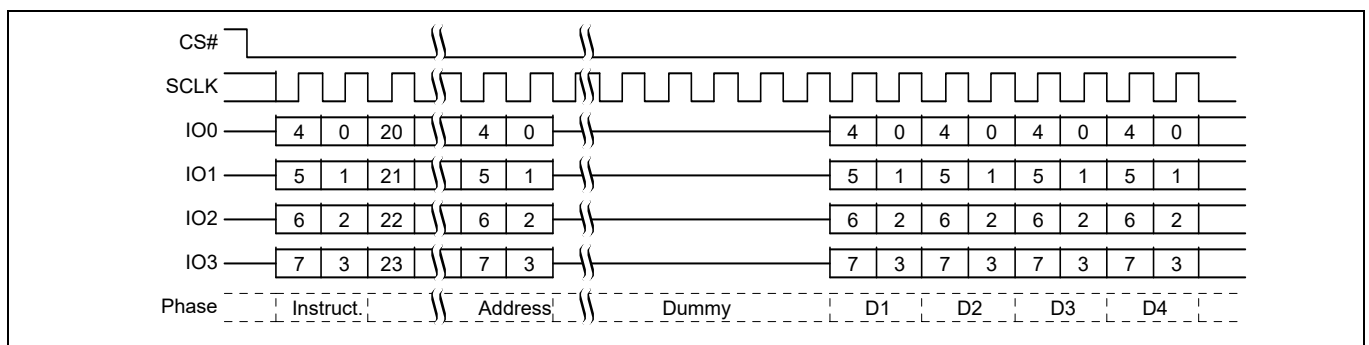 CS#
SCLK
IO0 4 0 20 4 0 4 0 4 0 4 0 4 0
IO1 5 1 21 5 1 5 1 5 1 5 1 5 1
IO2 6 2 22 6 2 6 2 6 2 6 2 6 2
IO3 7 3 23 7 3 7 3 7 3 7 3 7 3
Phase Instruct. Address Dummy D1 D2 D3 D4